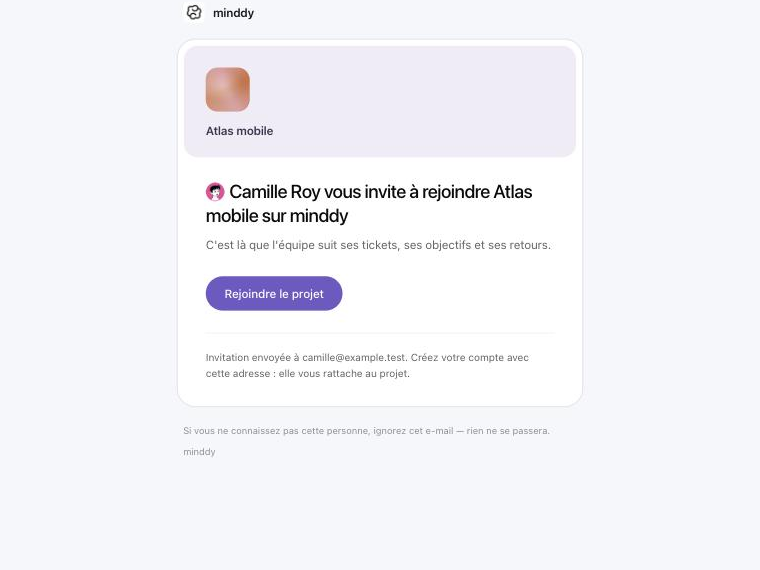 minddy
Atlas mobile
Camille Roy vous invite à rejoindre Atlas
mobile sur minddy
C'est là que l'équipe suit ses tickets, ses objectifs et ses retours.
Rejoindre le projet
Invitation envoyée à camille@example.test. Créez votre compte avec
cette adresse : elle vous rattache au projet.
Si vous ne connaissez pas cette personne, ignorez cet e-mail — rien ne se passera.
minddy